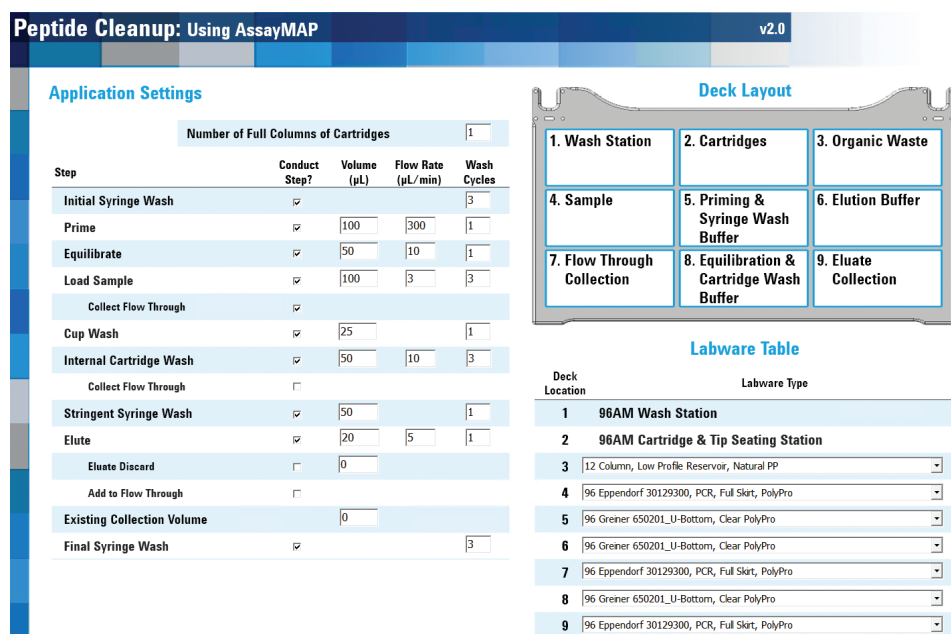 Peptide Cleanup: Using AssayMAP
v2.0
Application Settings
Number of Full Columns of Cartridges 1
Step
Conduct Step?
Volume (µL)
Flow Rate (µL/min)
Wash Cycles
Initial Syringe Wash 3
Prime 100 300 1
Equilibrate 50 10 1
Load Sample 100 3 3
Collect Flow Through
Cup Wash 25 1
Internal Cartridge Wash 50 10 3
Collect Flow Through
Stringent Syringe Wash 50 1
Elute 20 5 1
Eluate Discard 0
Add to Flow Through
Existing Collection Volume 0
Final Syringe Wash 3
Deck Layout
1. Wash Station
2. Cartridges
3. Organic Waste
4. Sample
5. Priming &
Syringe Wash
Buffer
6. Elution Buffer
7. Flow Through
Collection
8. Equilibration &
Cartridge Wash
Buffer
9. Eluate
Collection
Labware Table
Deck
Location
Labware Type
1 96AM Wash Station
2 96AM Cartridge & Tip Seating Station
3 12 Column, Low Profile Reservoir, Natural PP
4 96 Eppendorf 30129300, PCR, Full Skirt, PolyPro
5 96 Greiner 650201_U-Bottom, Clear PolyPro
6 96 Greiner 650201_U-Bottom, Clear PolyPro
7 96 Eppendorf 30129300, PCR, Full Skirt, PolyPro
8 96 Greiner 650201_U-Bottom, Clear PolyPro
9 96 Eppendorf 30129300, PCR, Full Skirt, PolyPro